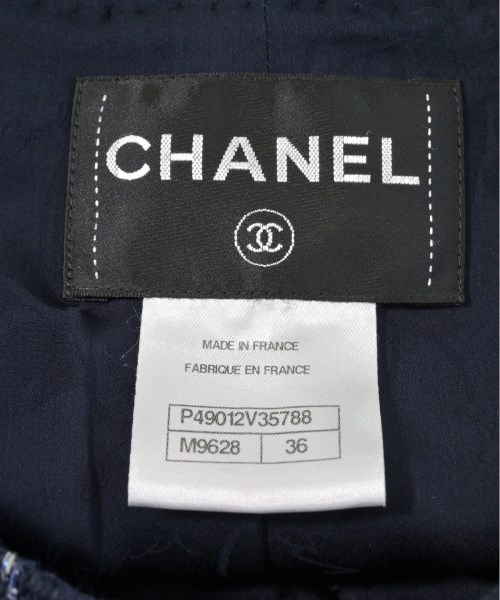 CHANEL
MADE IN FRANCE
FABRIQUE EN FRANCE
P49012V35788
M9628 36